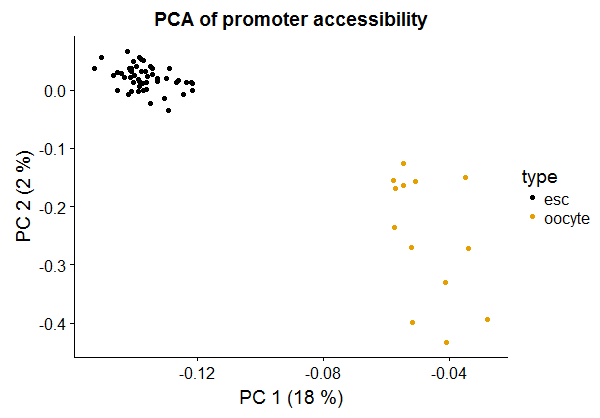 PCA of promoter accessibility
PC 2 (2 %)
0.0
-0.1
-0.2
-0.3
-0.4
-0.12
-0.08
-0.04
PC 1 (18 %)
type
esc
oocyte